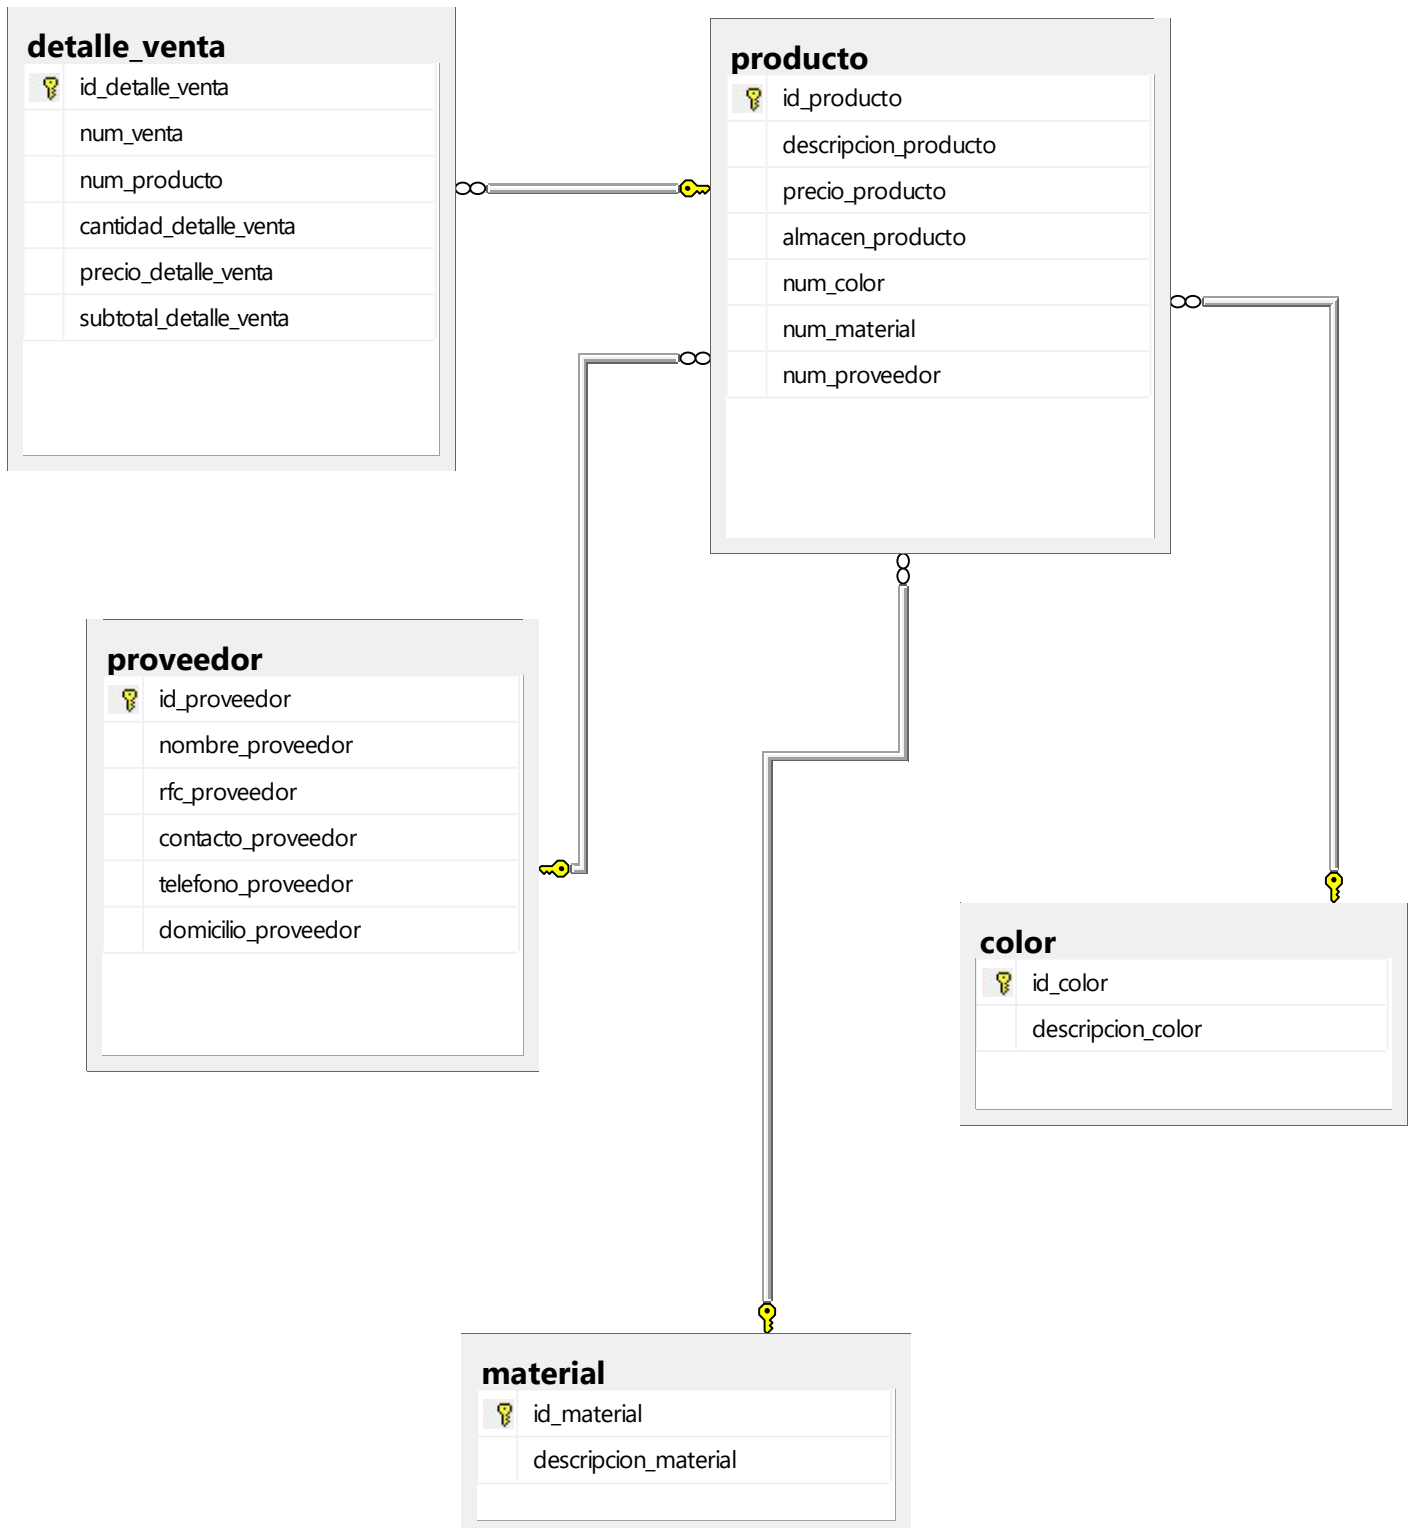 detalle_venta
id_detalle_venta
num_venta
num_producto
cantidad_detalle_venta
precio_detalle_venta
subtotal_detalle_venta
producto
id_producto
descripcion_producto
precio_producto
almacen_producto
num_color
num_material
num_proveedor
proveedor
id_proveedor
nombre_proveedor
rfc_proveedor
contacto_proveedor
telefono_proveedor
domicilio_proveedor
color
id_color
descripcion_color
material
id_material
descripcion_material